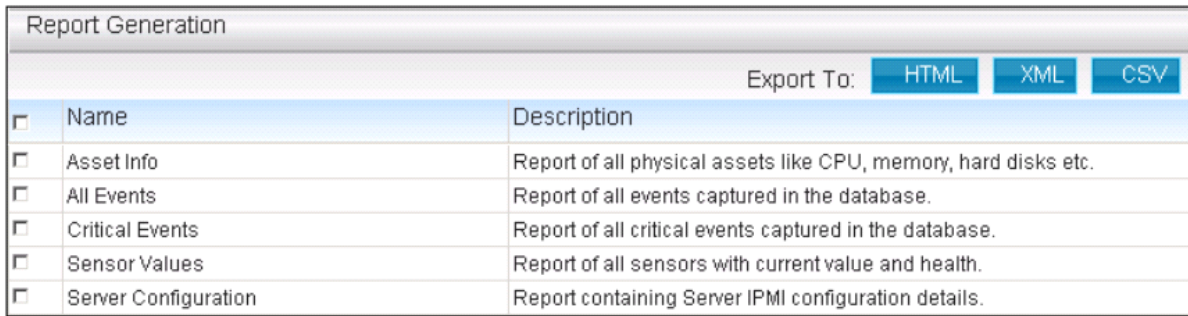 Report Generation
Export To: HTML XML CSV
Name Description
Asset Info Report of all physical assets like CPU, memory, hard disks etc.
All Events Report of all events captured in the database.
Critical Events Report of all critical events captured in the database.
Sensor Values Report of all sensors with current value and health.
Server Configuration Report containing Server IPMI configuration details.